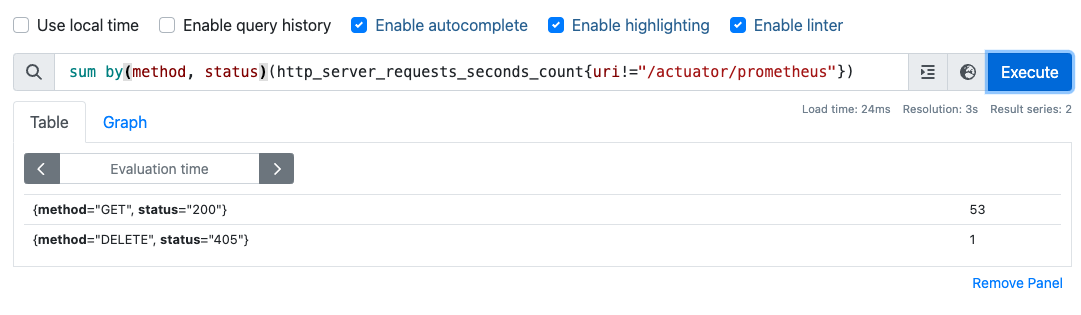 Use local time Enable query history Enable autocomplete Enable highlighting Enable linter
sum by(method, status)(http_server_requests_seconds_count{uri!="/actuator/prometheus"}) Execute
Load time: 24ms Resolution: 3s Result series: 2
Table Graph
Evaluation time
{method="GET", status="200"} 53
{method="DELETE", status="405"} 1
Remove Panel